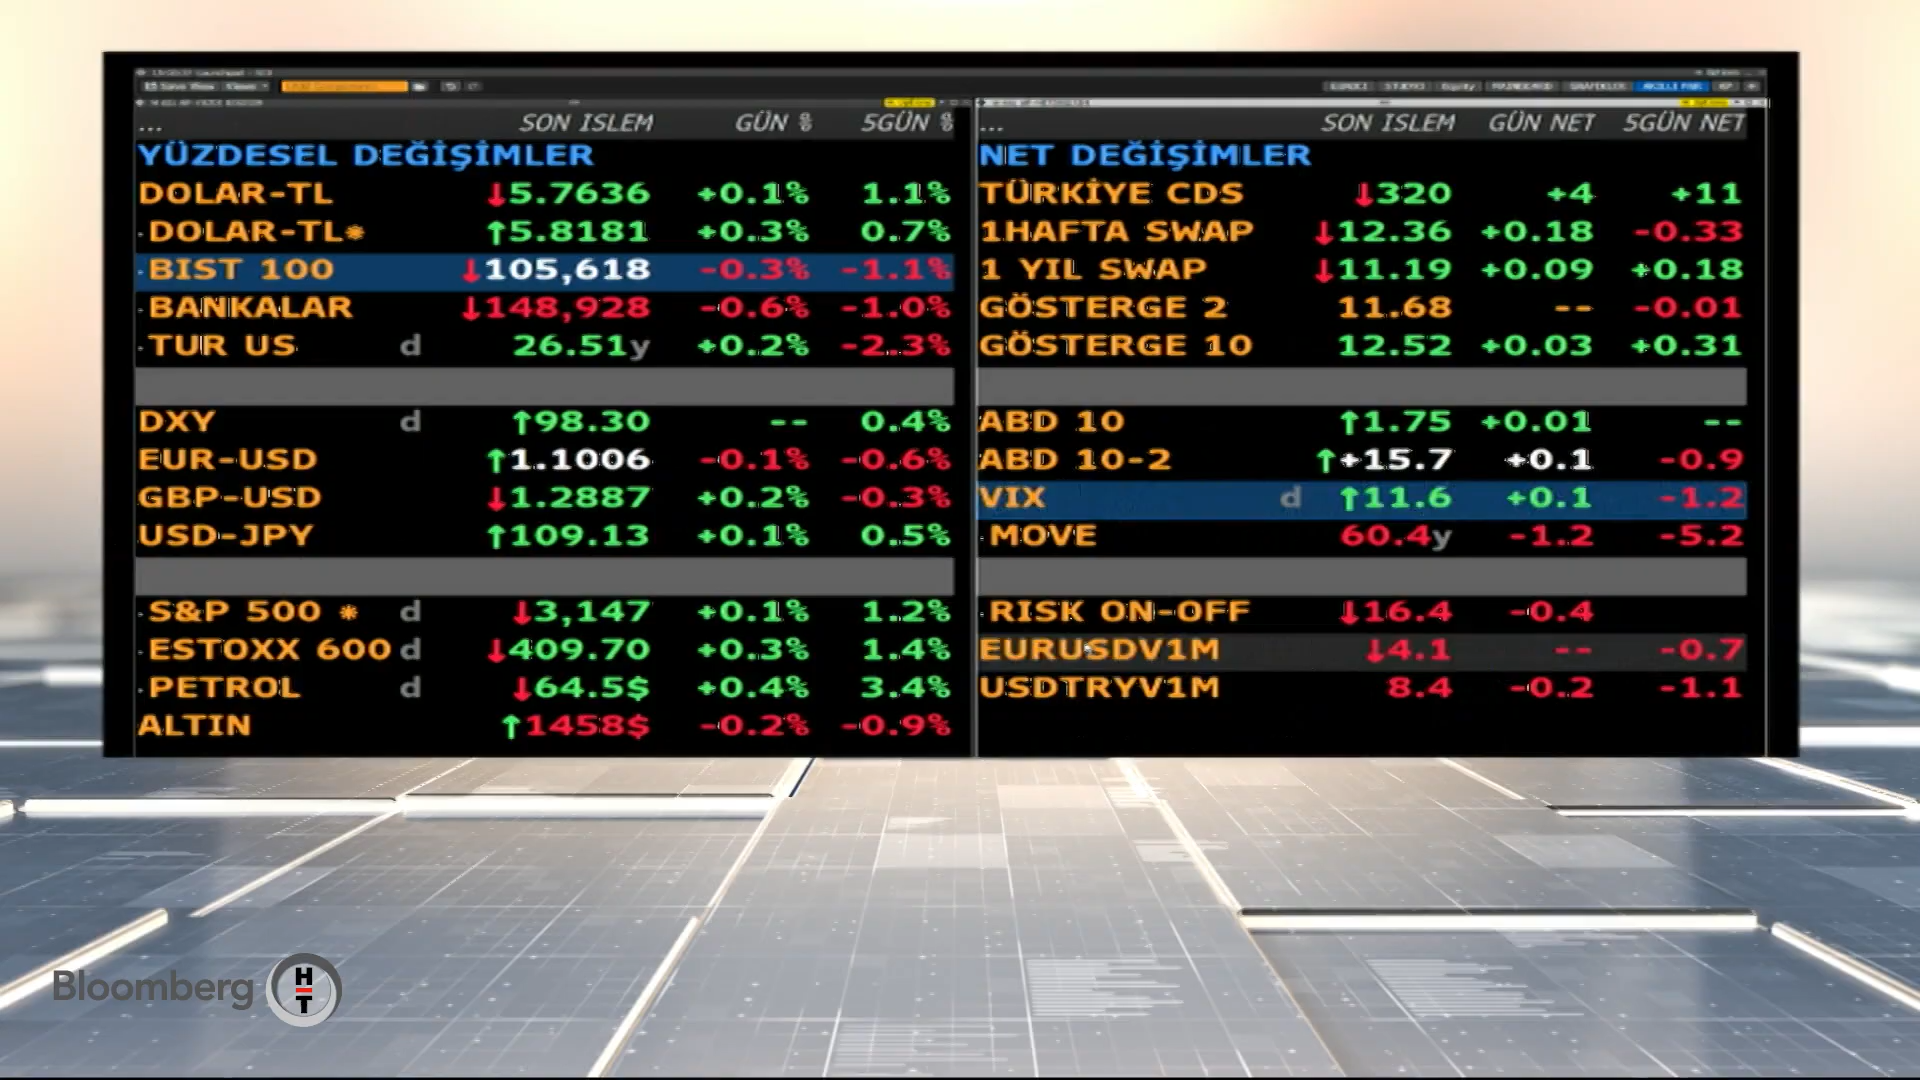 ... SON ISLEM GÜN % 5GÜN %
YÜZDESEL DEĞİŞİMLER
DOLAR-TL ↓5.7636 +0.1% 1.1%
DOLAR-TL* ↑5.8181 +0.3% 0.7%
BIST 100 ↓105,618 -0.3% -1.1%
BANKALAR ↓148,928 -0.6% -1.0%
TUR US d 26.51y +0.2% -2.3%
DXY d ↑98.30 -- 0.4%
EUR-USD ↑1.1006 -0.1% -0.6%
GBP-USD ↓1.2887 +0.2% -0.3%
USD-JPY ↑109.13 +0.1% 0.5%
S&P 500 * d ↓3,147 +0.1% 1.2%
ESTOXX 600 d ↓409.70 +0.3% 1.4%
PETROL d ↓64.5$ +0.4% 3.4%
ALTIN ↑1458$ -0.2% -0.9%
... SON ISLEM GÜN NET 5GÜN NET
NET DEĞİŞİMLER
TÜRKİYE CDS ↓320 +4 +11
1HAFTA SWAP ↓12.36 +0.18 -0.33
1 YIL SWAP ↓11.19 +0.09 +0.18
GÖSTERGE 2 11.68 -- -0.01
GÖSTERGE 10 12.52 +0.03 +0.31
ABD 10 ↑1.75 +0.01 --
ABD 10-2 ↑+15.7 +0.1 -0.9
VIX d ↑11.6 +0.1 -1.2
MOVE 60.4y -1.2 -5.2
RISK ON-OFF ↓16.4 -0.4
EURUSDV1M ↓4.1 -- -0.7
USDTRYV1M 8.4 -0.2 -1.1
Bloomberg HT